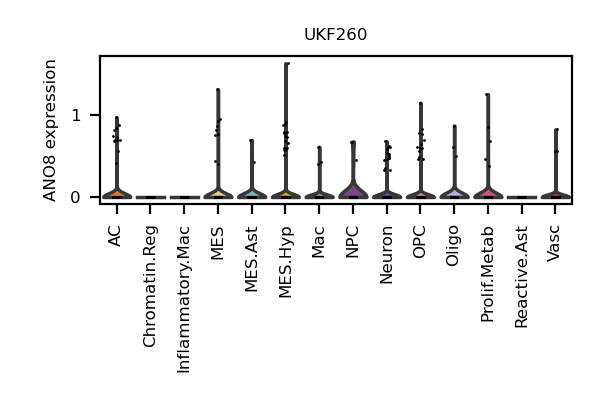 UKF260
ANO8 expression
1
0
AC
Chromatin.Reg
Inflammatory.Mac
MES
MES.Ast
MES.Hyp
Mac
NPC
Neuron
OPC
Oligo
Prolif.Metab
Reactive.Ast
Vasc